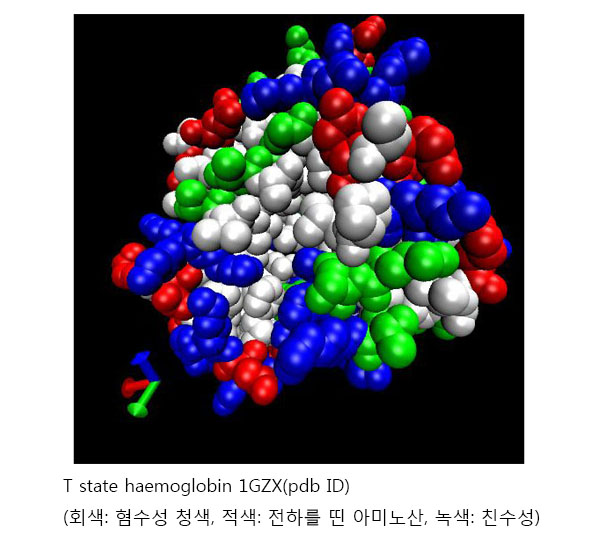 T state haemoglobin 1GZX(pdb ID)
(회색: 혐수성 청색, 적색: 전하를 띤 아미노산, 녹색: 친수성)